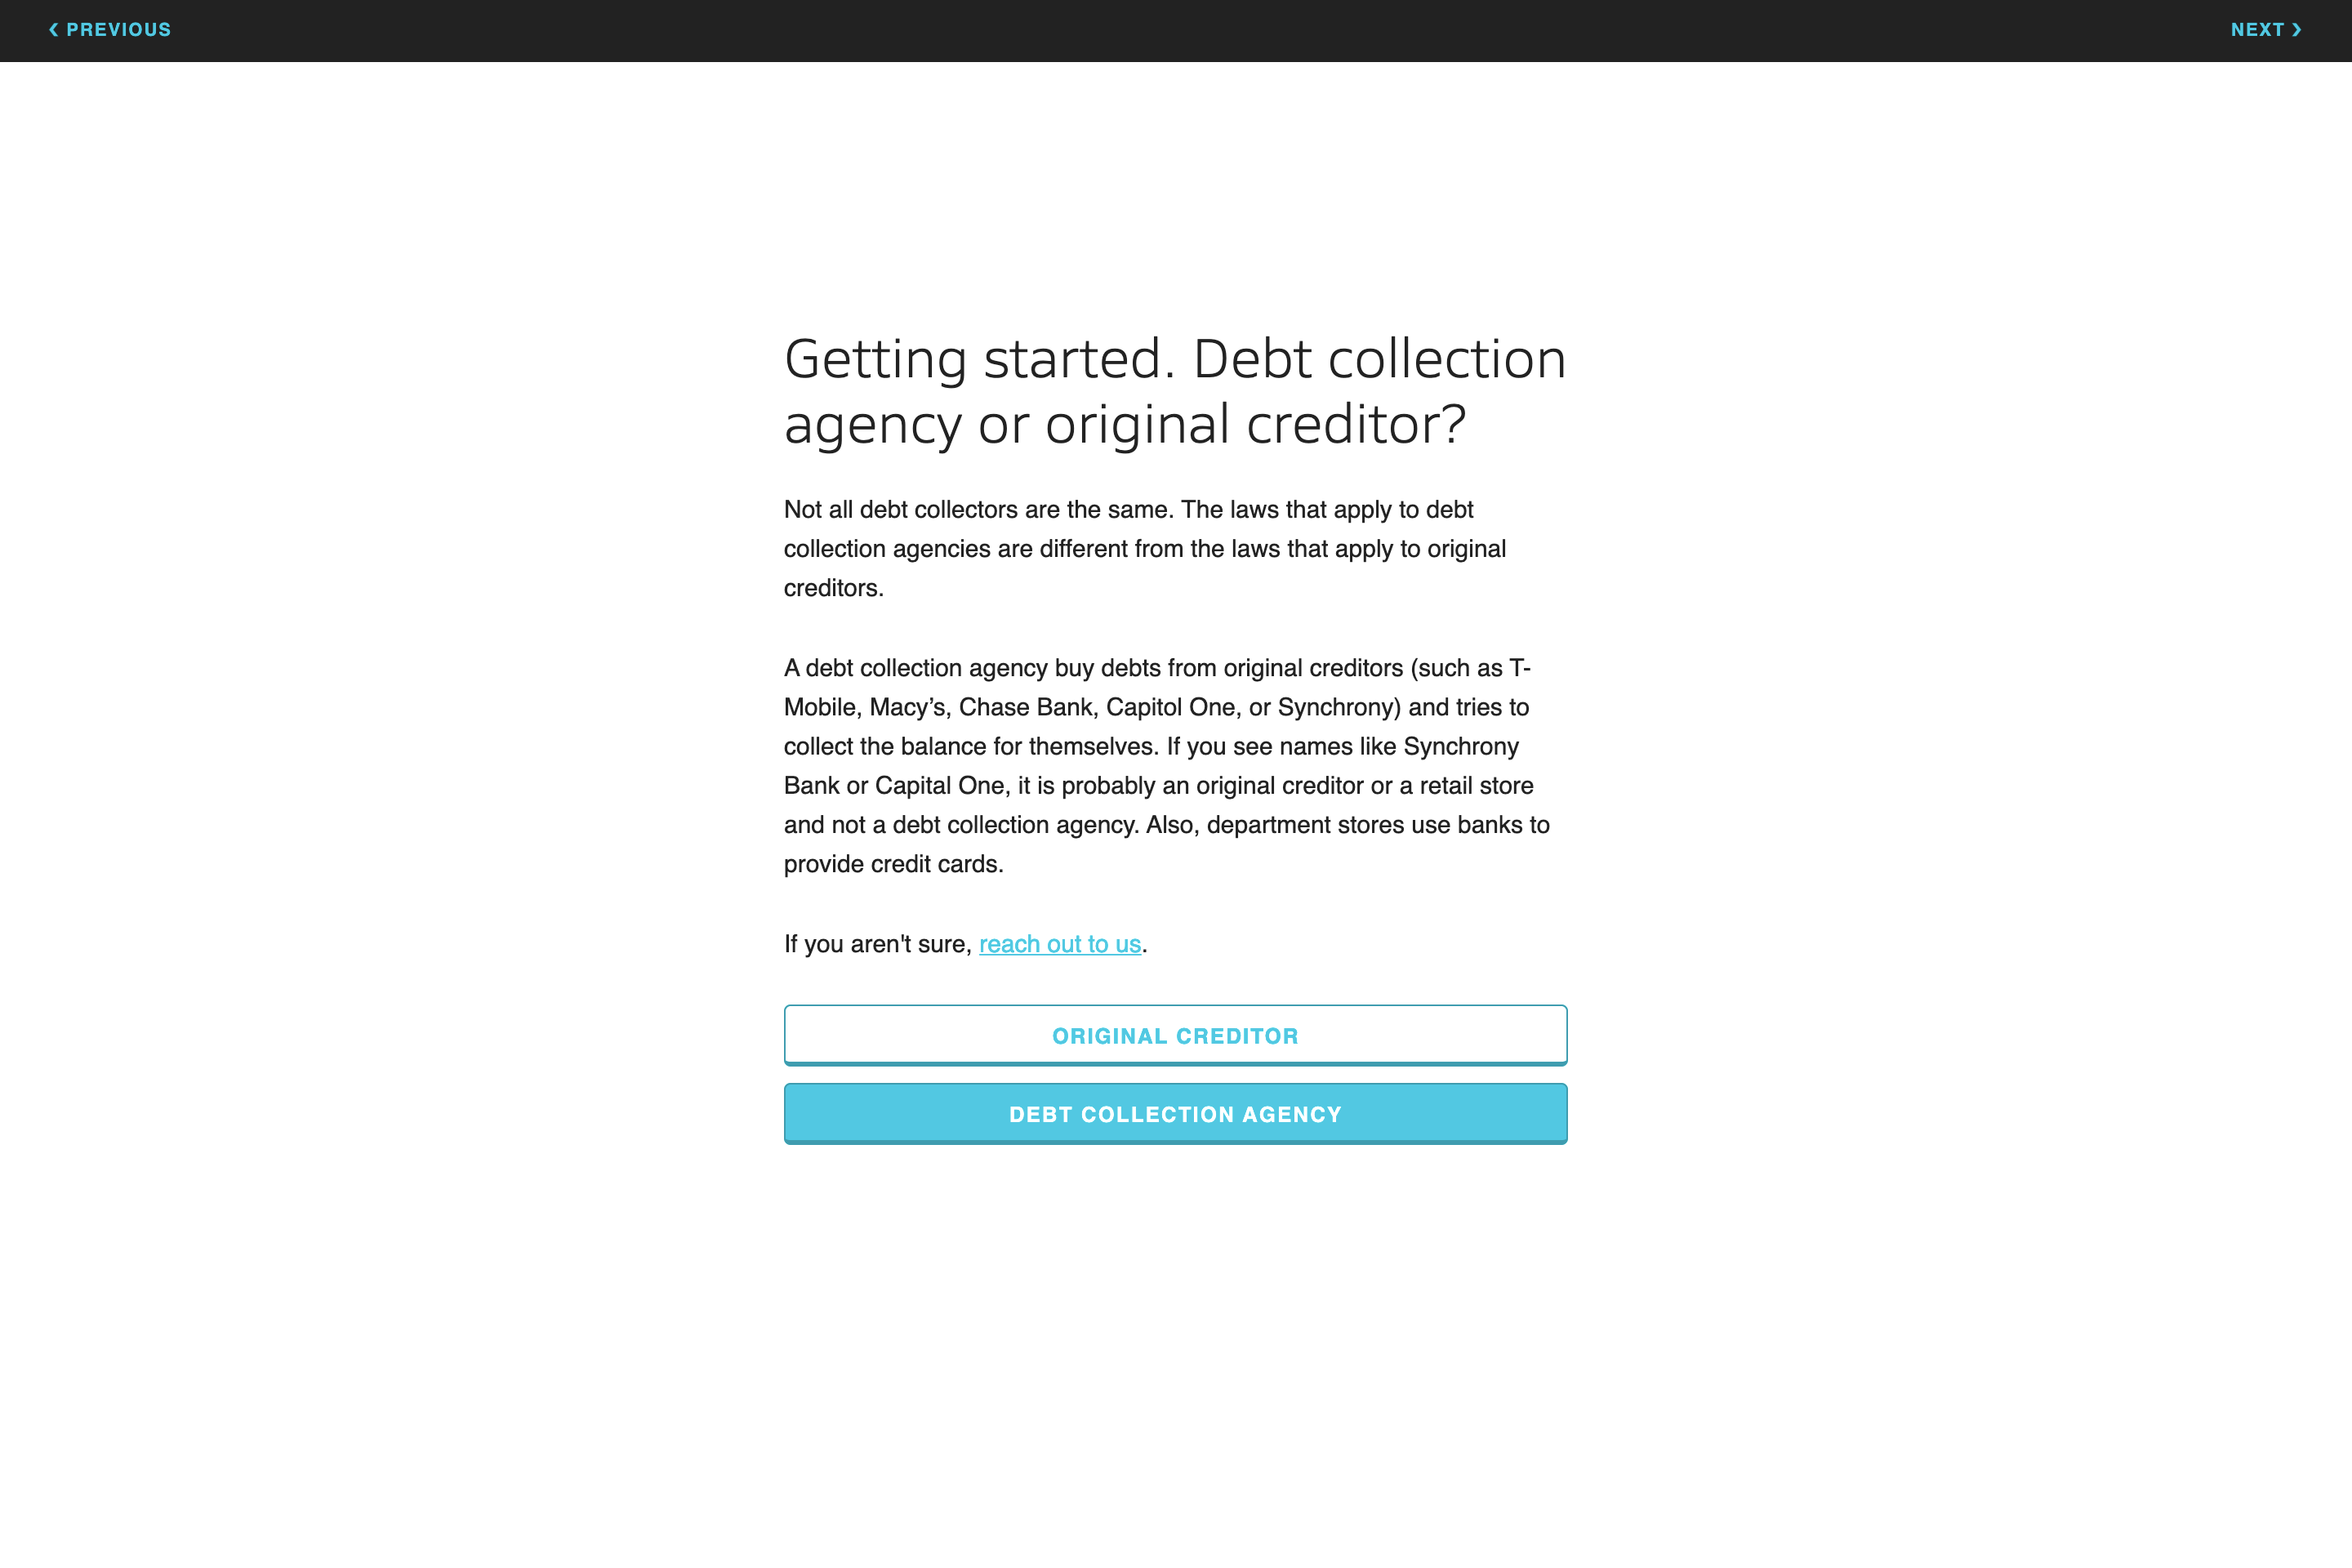 PREVIOUS
NEXT
Getting started. Debt collection
agency or original creditor?
Not all debt collectors are the same. The laws that apply to debt
collection agencies are different from the laws that apply to original
creditors.
A debt collection agency buy debts from original creditors (such as T-
Mobile, Macy’s, Chase Bank, Capitol One, or Synchrony) and tries to
collect the balance for themselves. If you see names like Synchrony
Bank or Capital One, it is probably an original creditor or a retail store
and not a debt collection agency. Also, department stores use banks to
provide credit cards.
If you aren't sure, reach out to us.
ORIGINAL CREDITOR
DEBT COLLECTION AGENCY